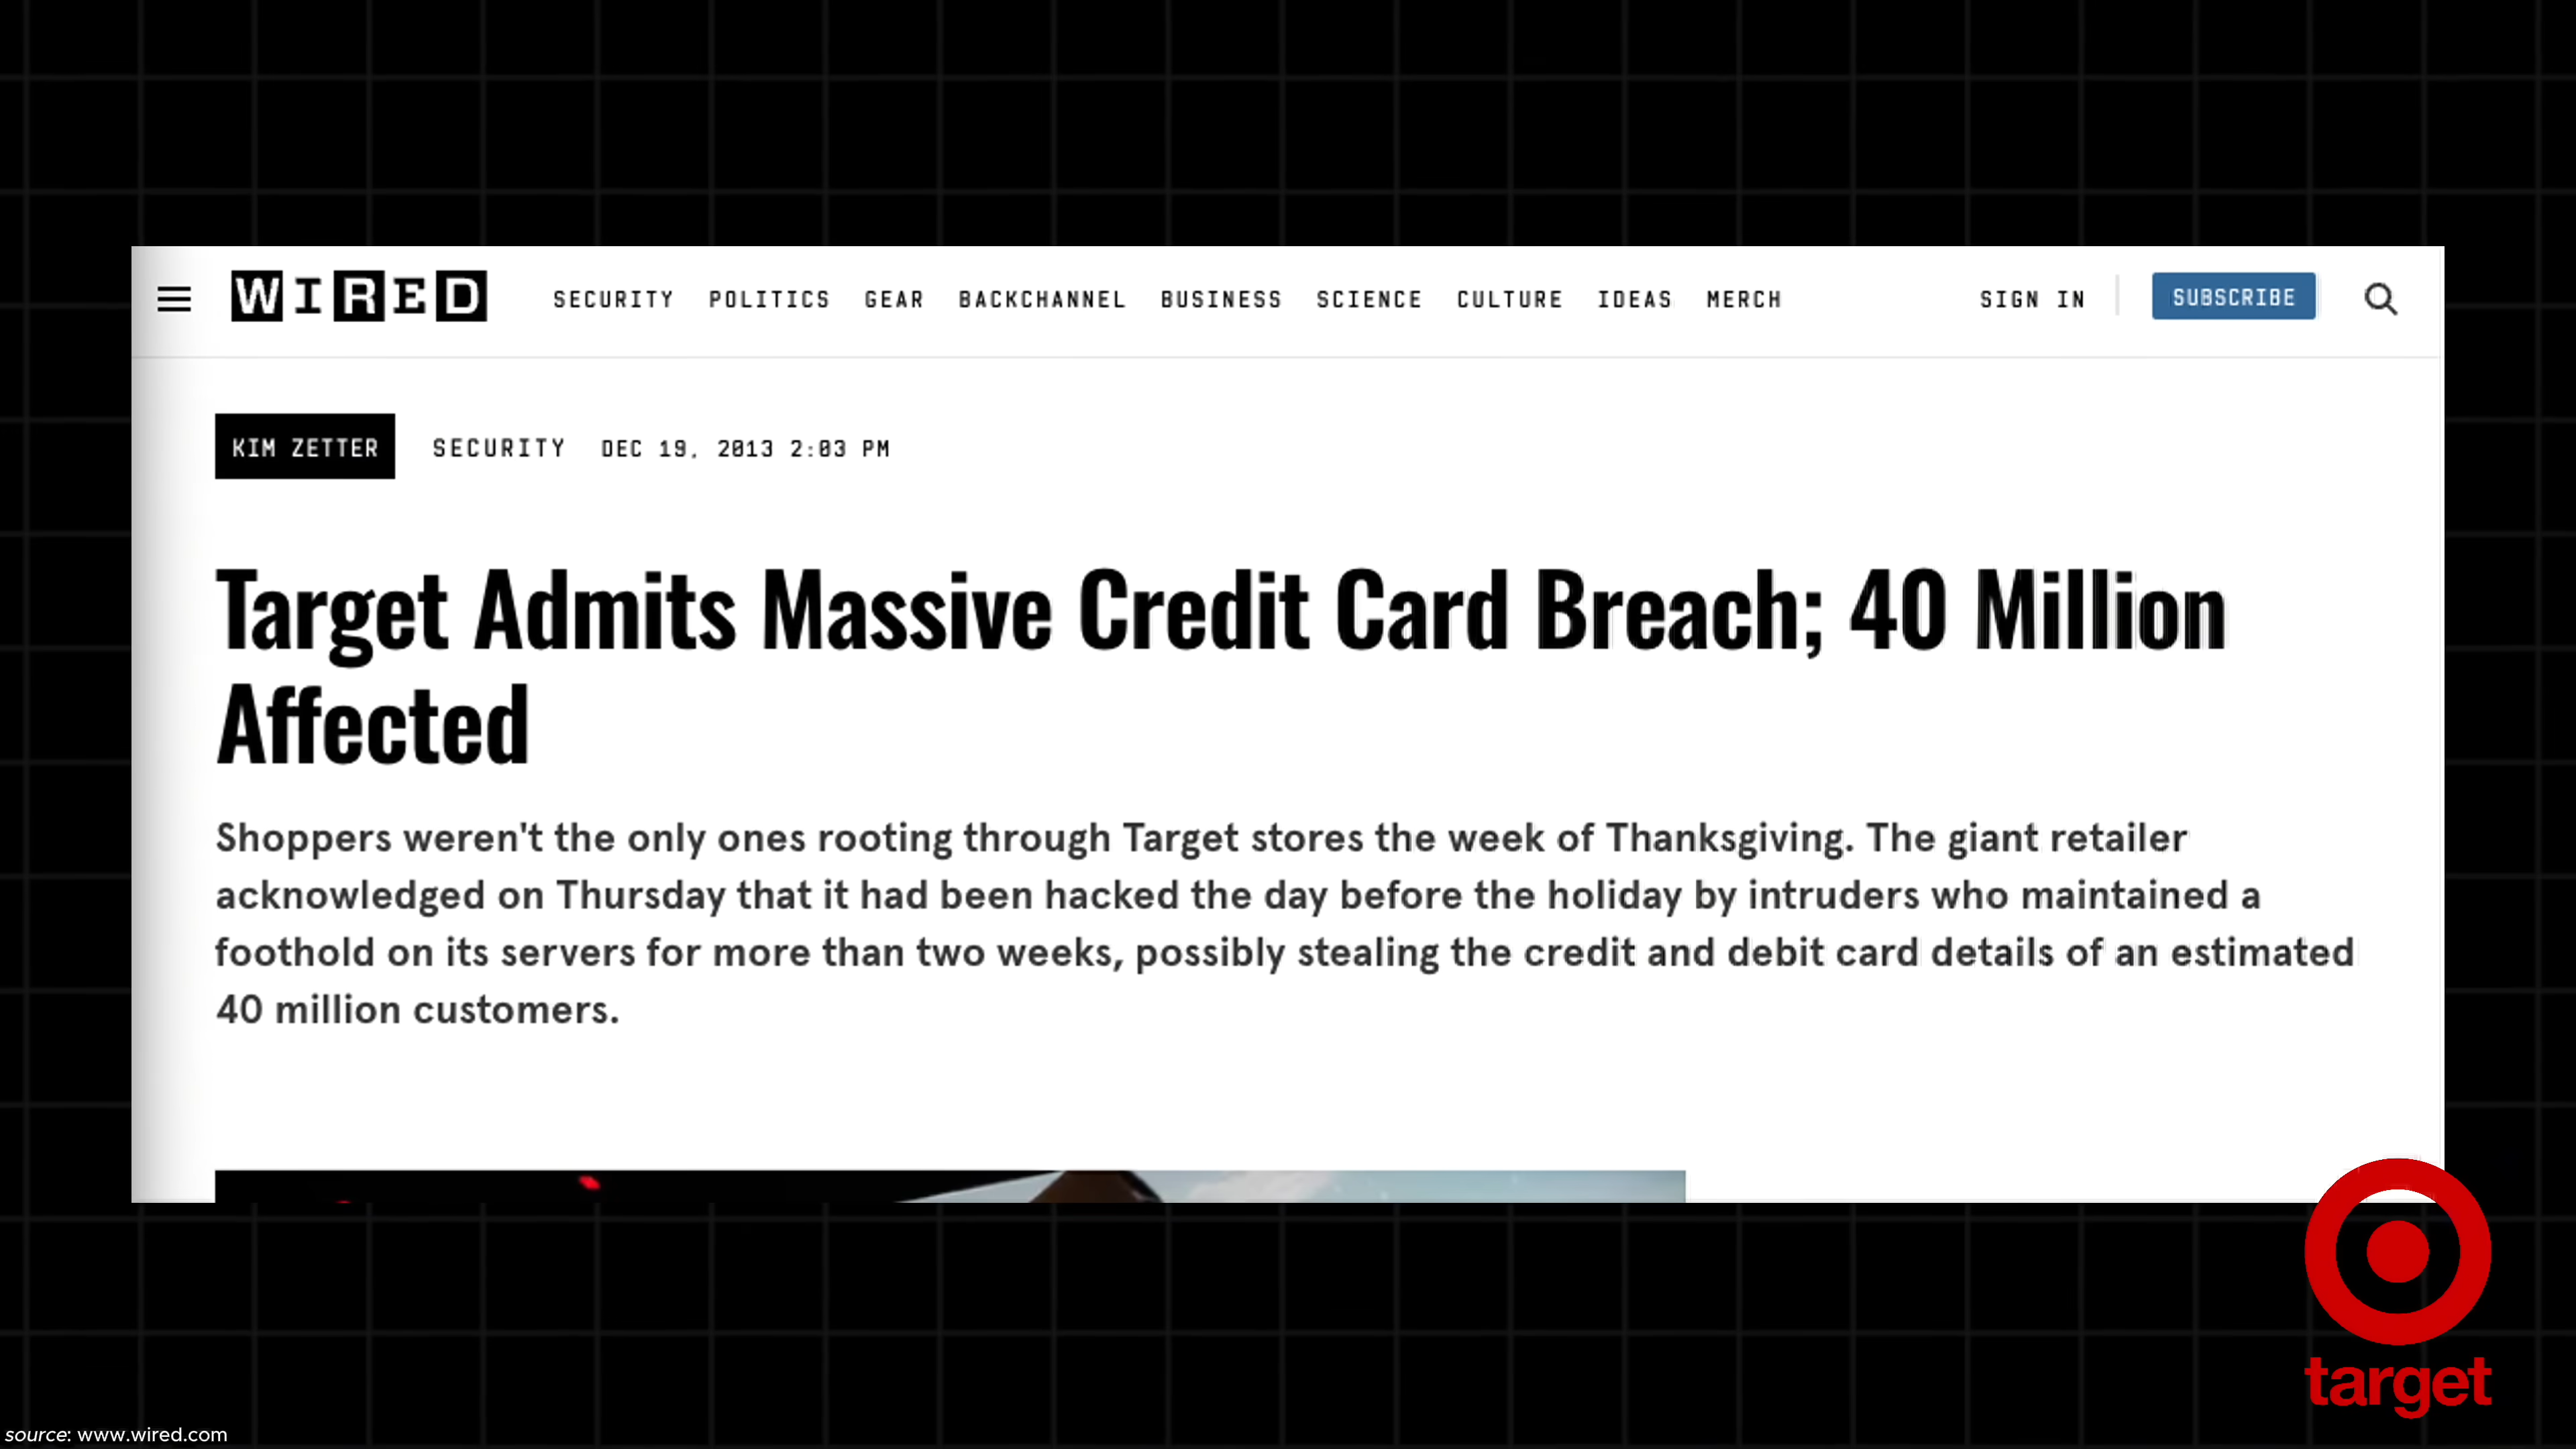 WIRED SECURITY POLITICS GEAR BACKCHANNEL BUSINESS SCIENCE CULTURE IDEAS MERCH SIGN IN SUBSCRIBE
KIM ZETTER SECURITY DEC 19, 2013 2:03 PM
Target Admits Massive Credit Card Breach; 40 Million
Affected
Shoppers weren't the only ones rooting through Target stores the week of Thanksgiving. The giant retailer
acknowledged on Thursday that it had been hacked the day before the holiday by intruders who maintained a
foothold on its servers for more than two weeks, possibly stealing the credit and debit card details of an estimated
40 million customers.
target
source: www.wired.com